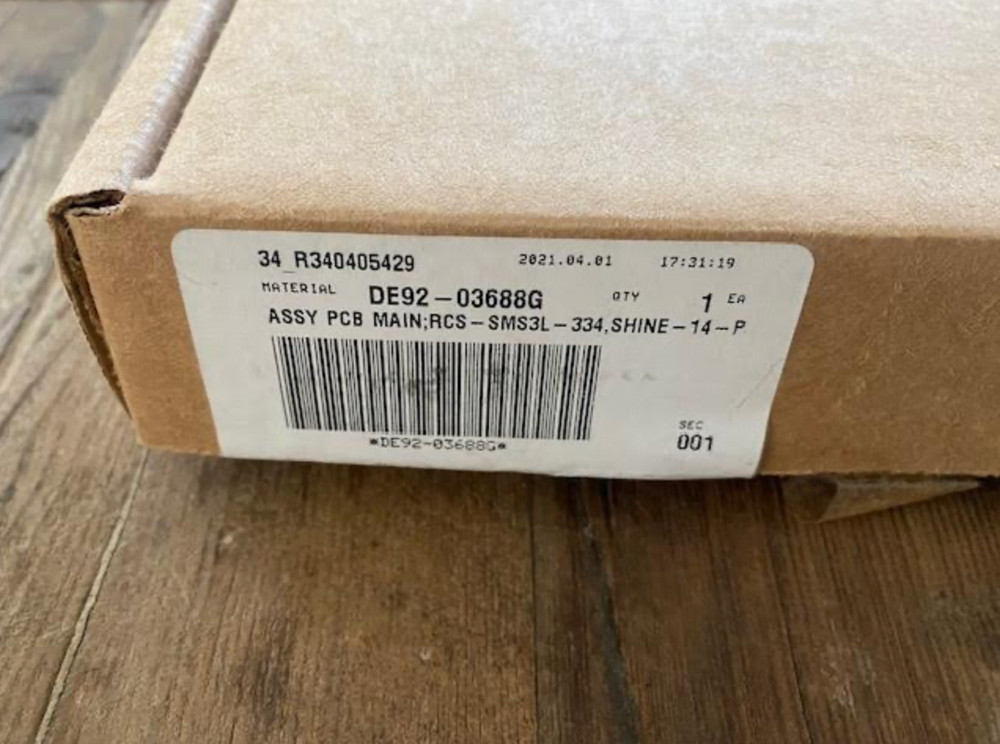 34_R340405429 2021.04.01 17:31:19
MATERIAL DE92-03688G QTY 1 EA
ASSY PCB MAIN;RCS-SMS3L-334,SHINE-14-P
*DE92-03688G*
SEC
001